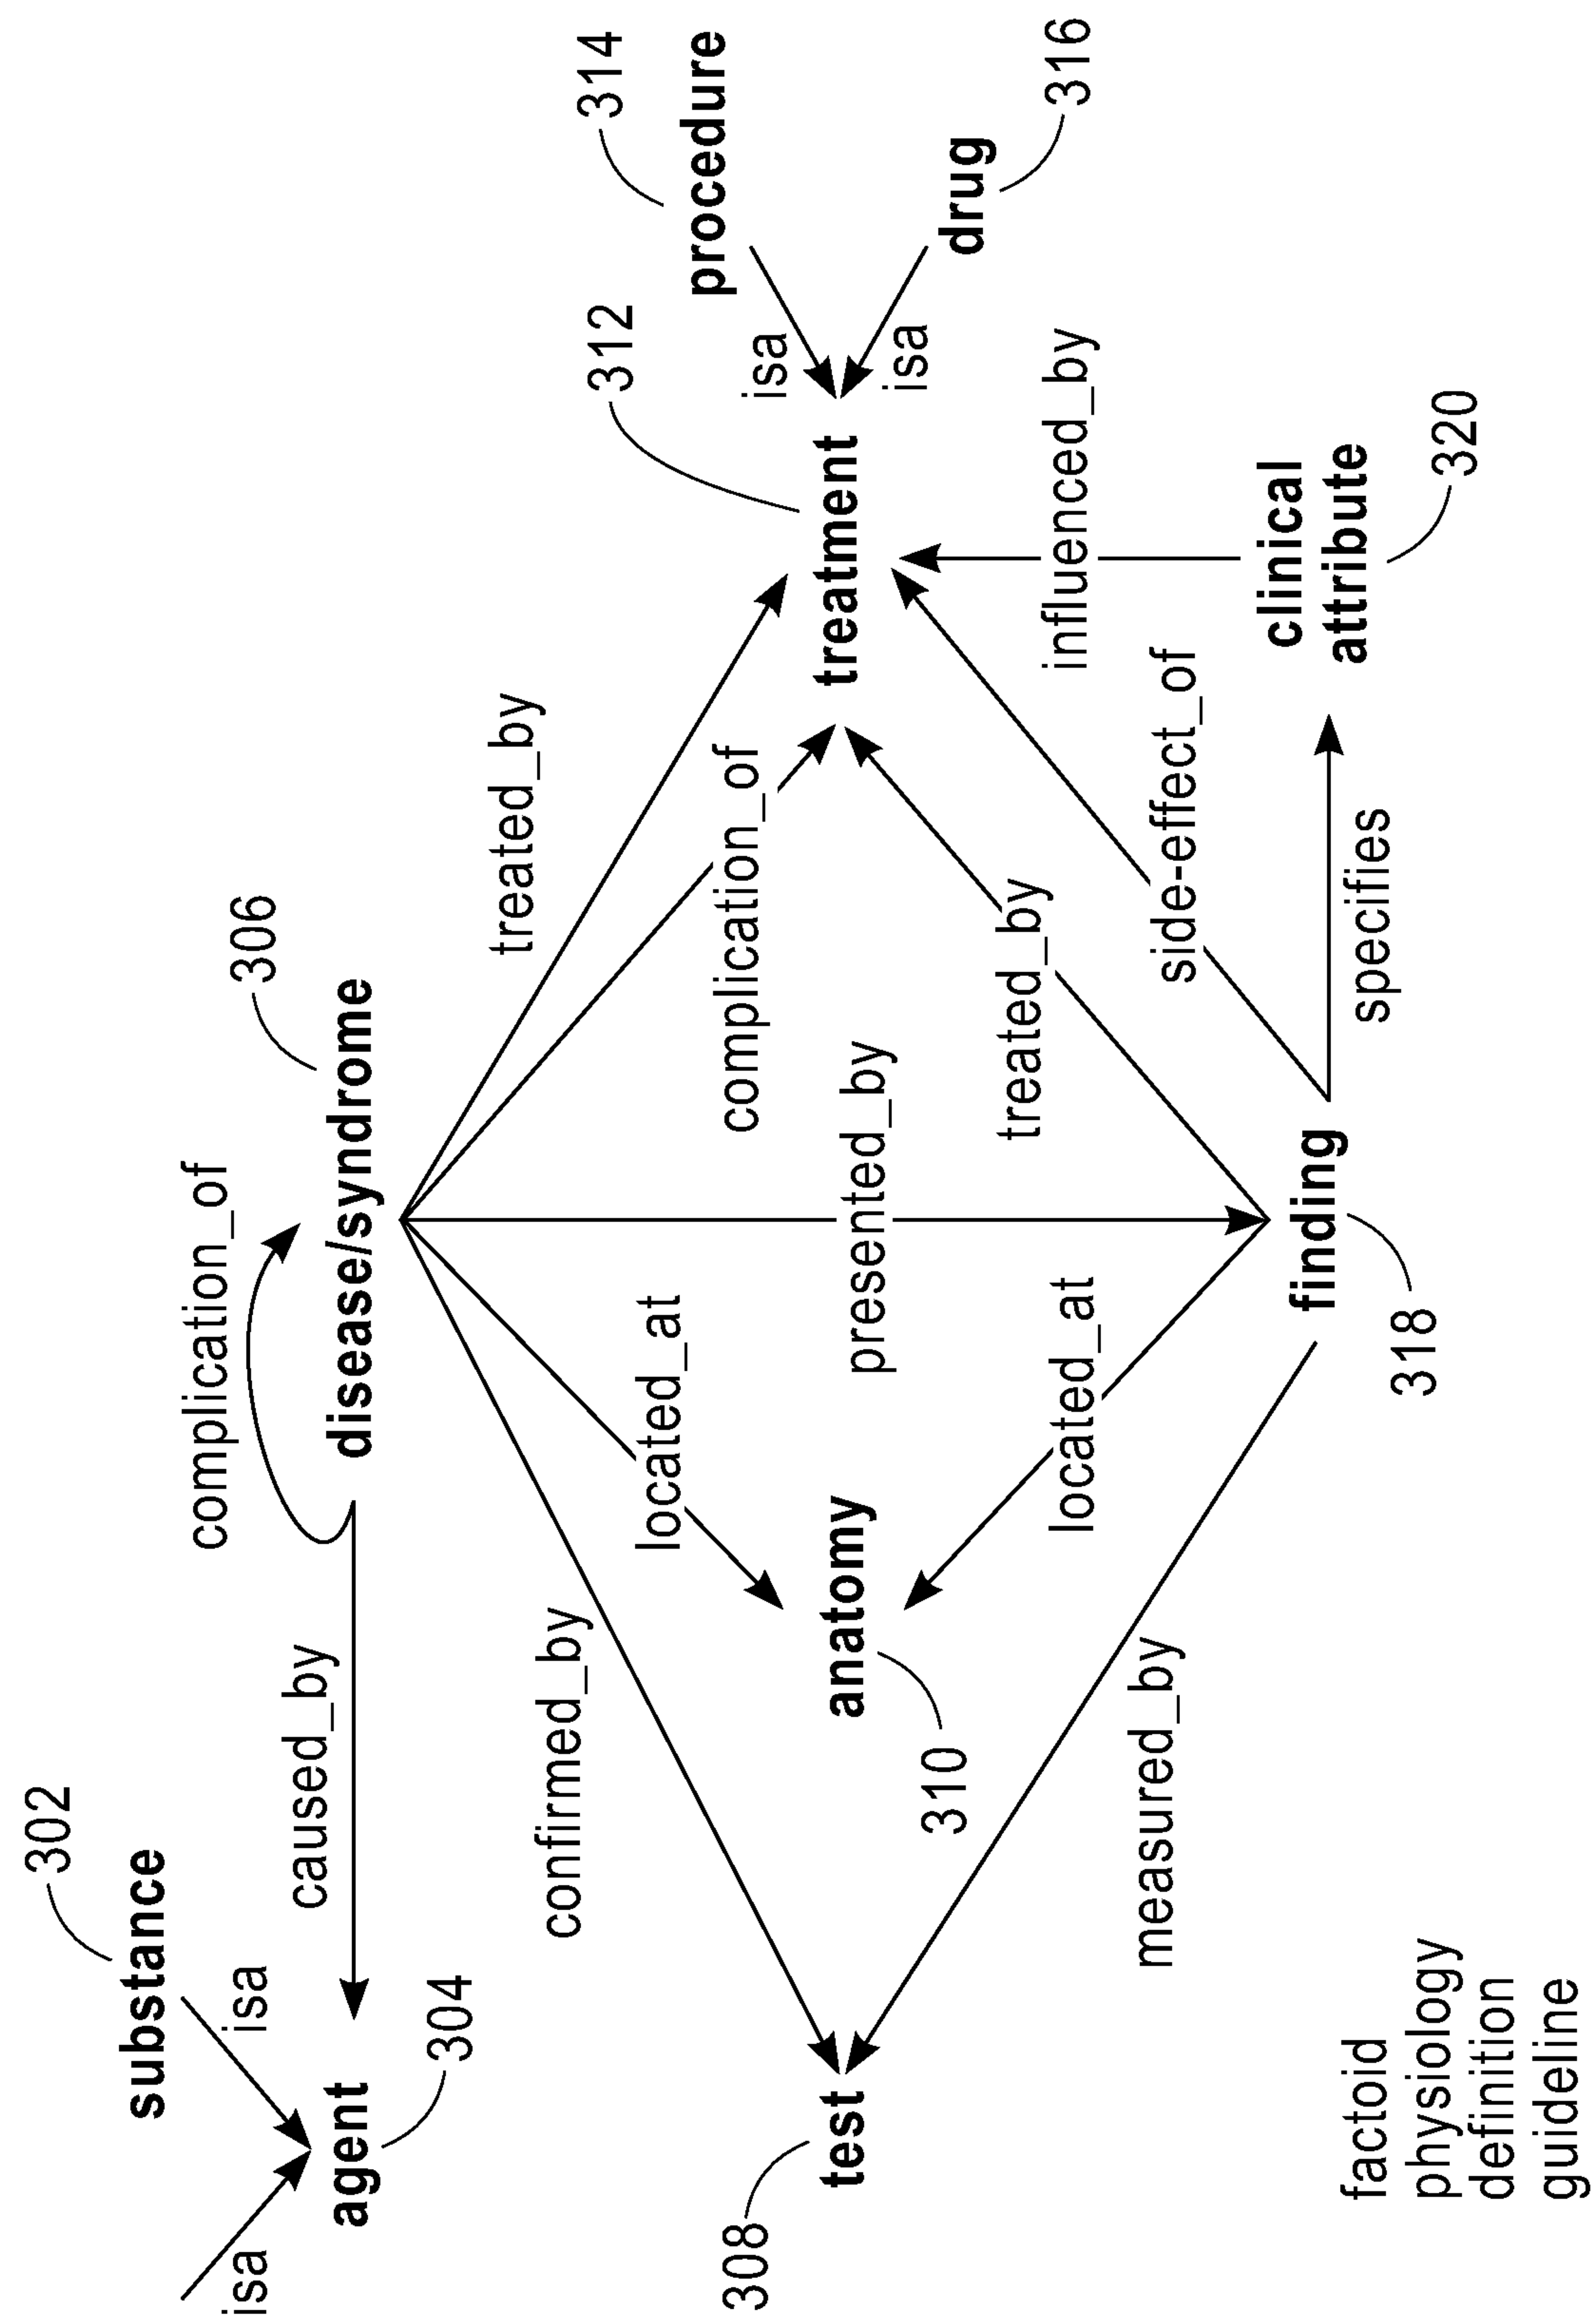 302
substance
isa
isa
agent
304
caused_by
complication_of
306
disease/syndrome
confirmed_by
located_at
treated_by
complication_of
presented_by
308
test
anatomy
310
312
treatment
314
procedure
isa
isa
drug
316
measured_by
located_at
treated_by
side-effect_of
influenced_by
finding
318
specifies
clinical
attribute
320
factoid
physiology
definition
guideline